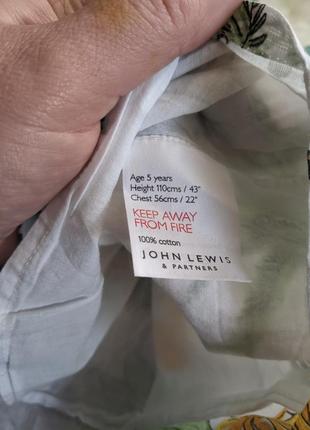 Age 5 years
Height 110cms / 43"
Chest 56cms / 22"
KEEP AWAY
FROM FIRE
100% cotton
JOHN LEWIS
& PARTNERS